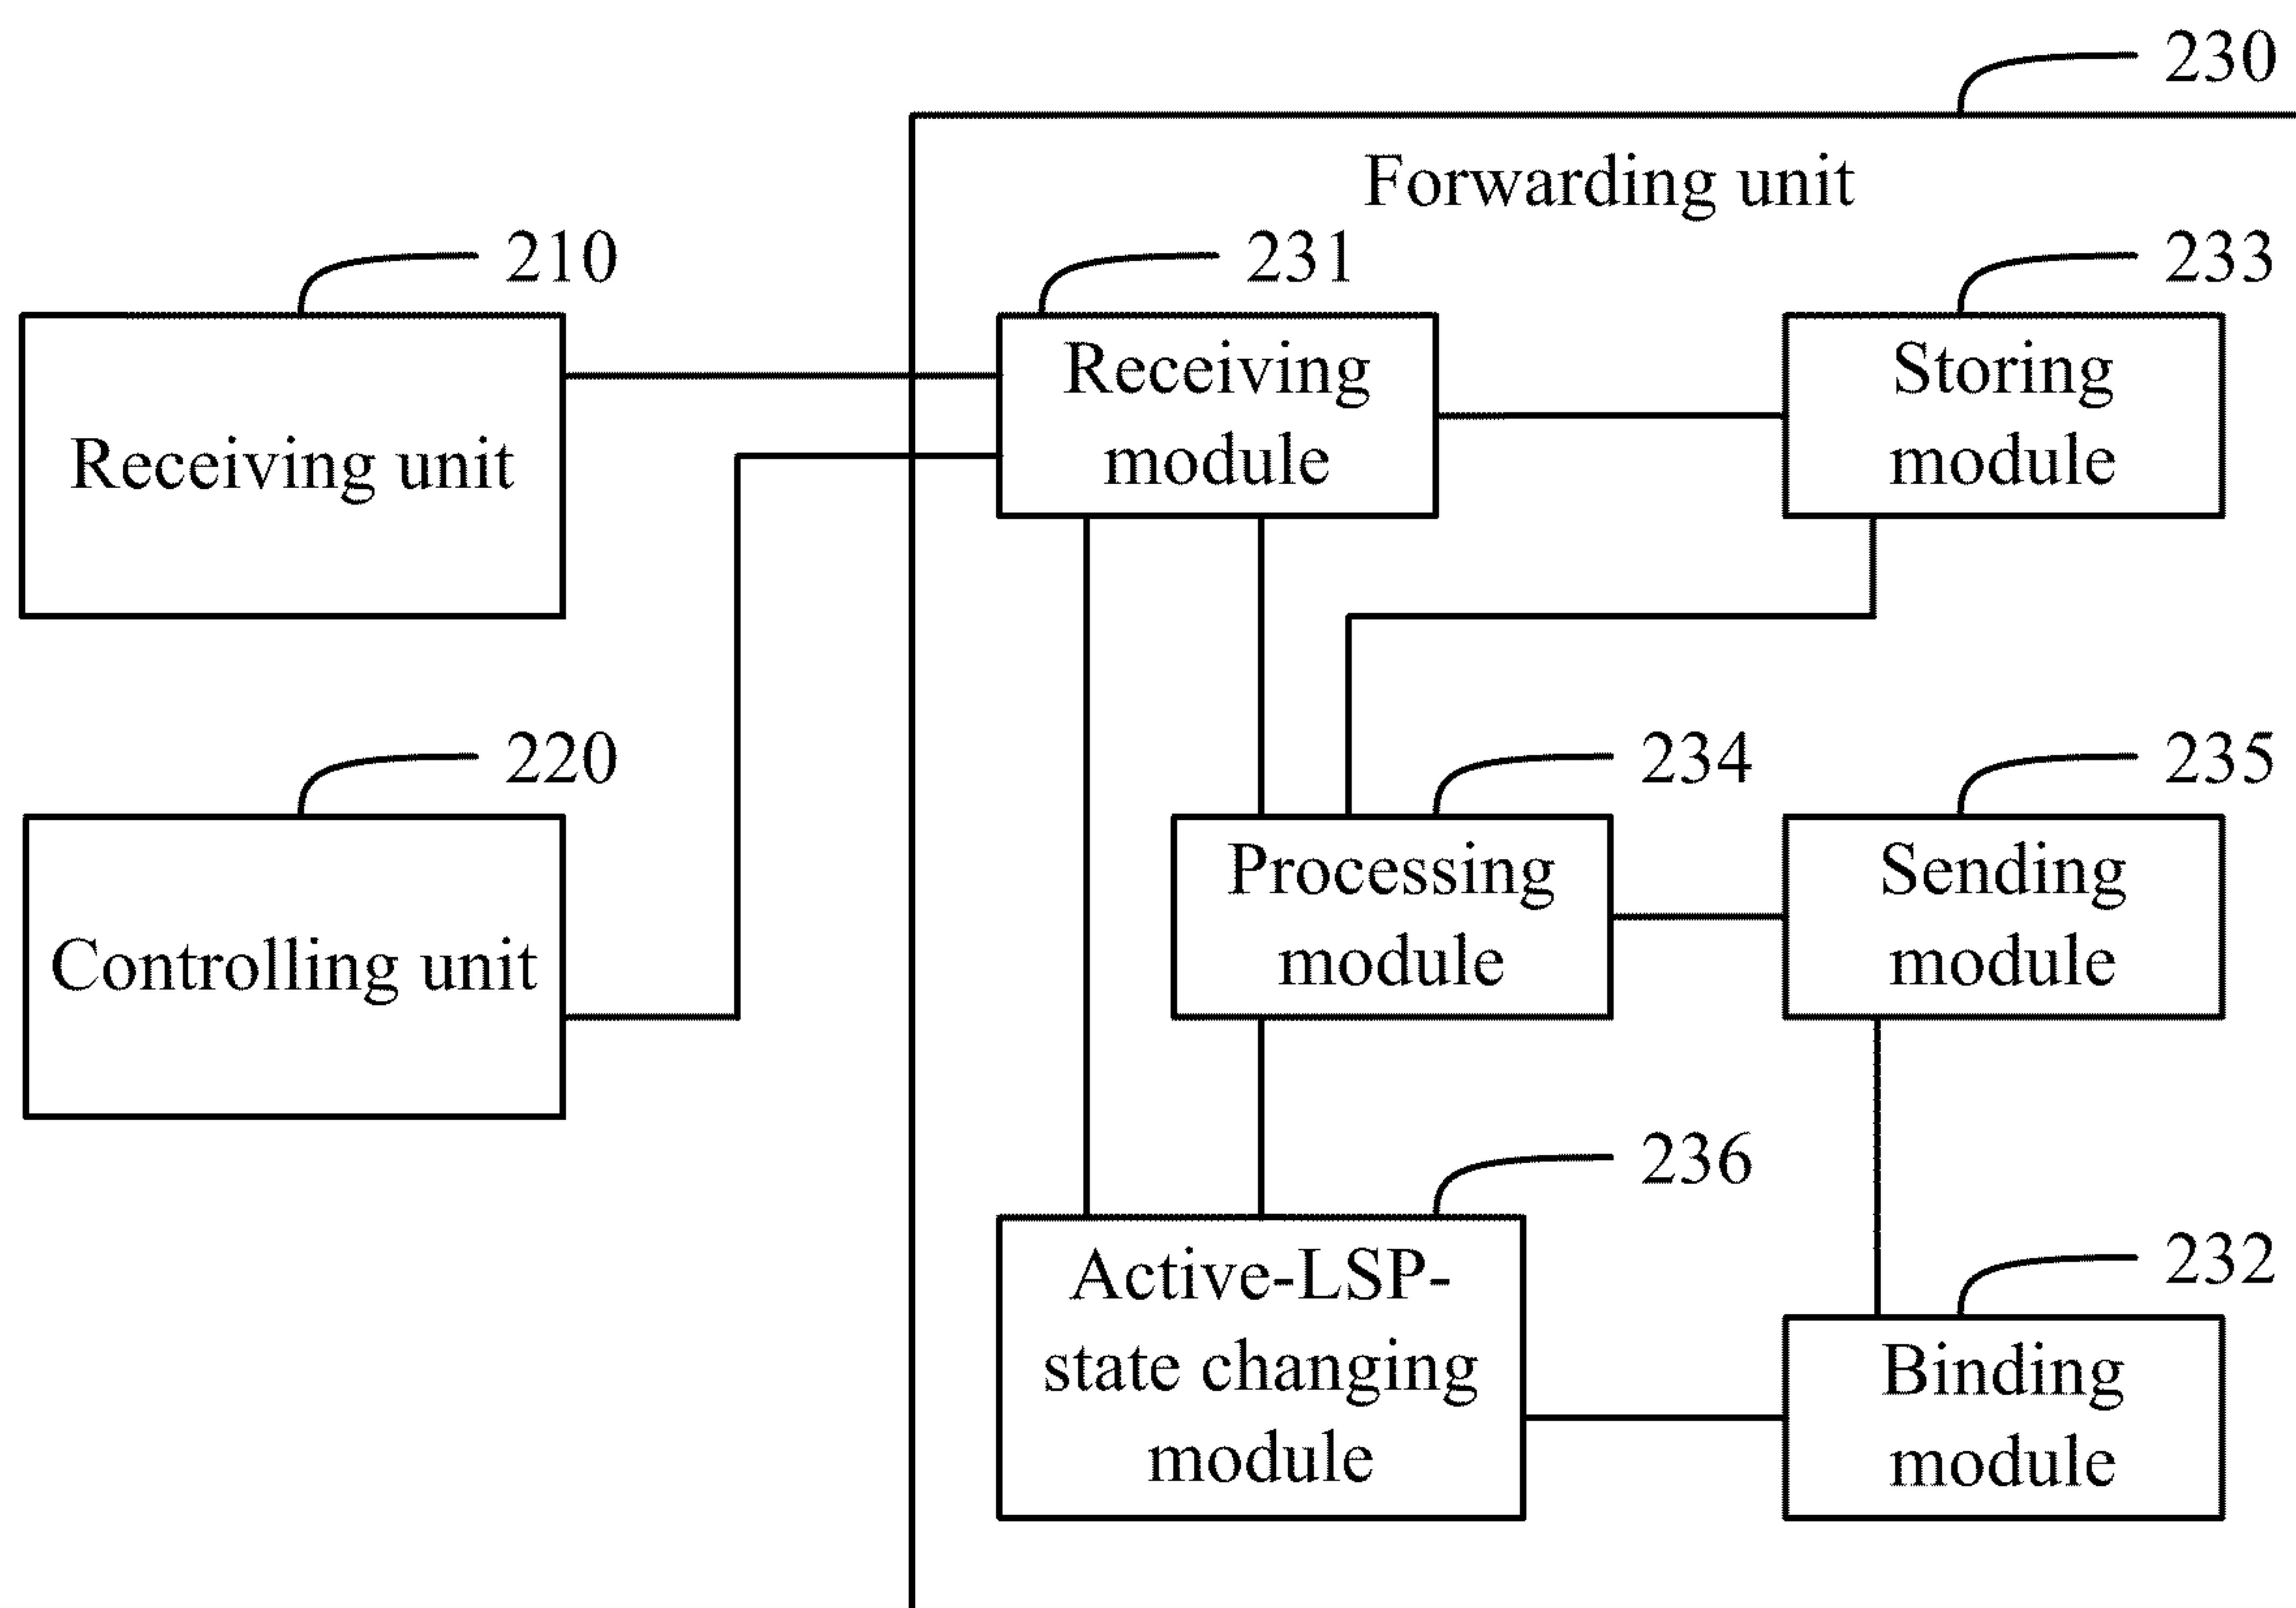 230
Forwarding unit
210
231
233
Receiving unit
Receiving
module
Storing
module
220
234
235
Controlling unit
Processing
module
Sending
module
236
232
Active-LSP-
state changing
module
Binding
module